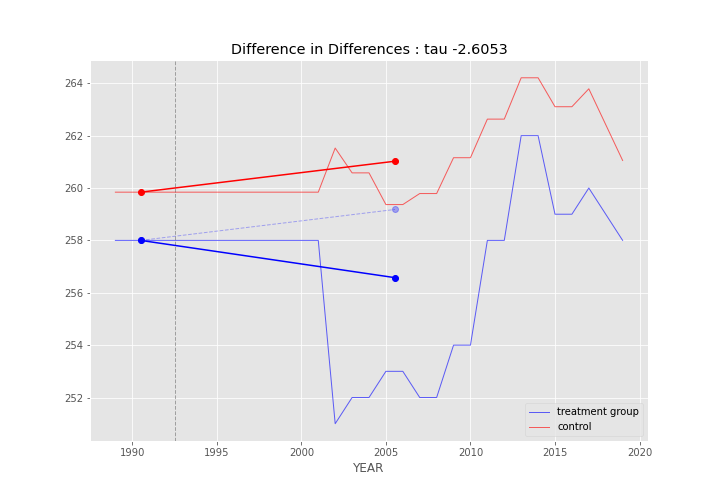 Difference in Differences : tau -2.6053
264
262
260
258
256
254
252
1990 1995 2000 2005 2010 2015 2020
YEAR
treatment group
control